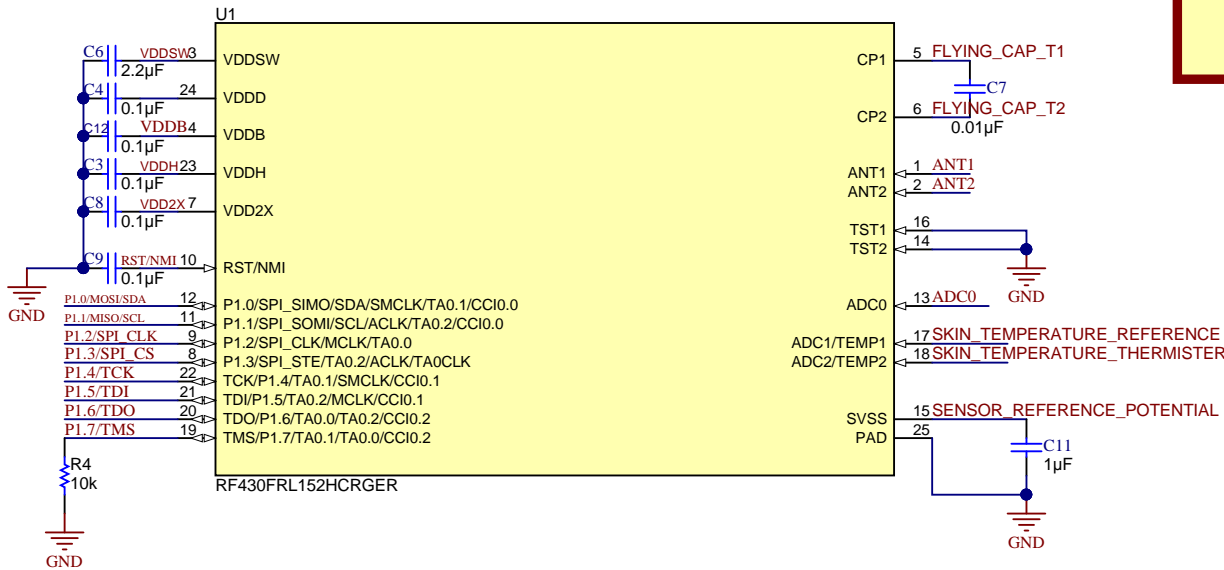 U1
C6
VDDSW
3
VDDSW
2.2µF
C4
24
VDDD
0.1µF
C12
VDDB
4
VDDB
0.1µF
C3
VDDH
23
VDDH
0.1µF
C8
VDD2X
7
VDD2X
0.1µF
C9
RST/NMI
10
RST/NMI
0.1µF
GND
P1.0/MOSI/SDA
12
P1.0/SPI_SIMO/SDA/SMCLK/TA0.1/CCI0.0
P1.1/MISO/SCL
11
P1.1/SPI_SOMI/SCL/ACLK/TA0.2/CCI0.0
P1.2/SPI_CLK
9
P1.2/SPI_CLK/MCLK/TA0.0
P1.3/SPI_CS
8
P1.3/SPI_STE/TA0.2/ACLK/TA0CLK
P1.4/TCK
22
TCK/P1.4/TA0.1/SMCLK/CCI0.1
P1.5/TDI
21
TDI/P1.5/TA0.2/MCLK/CCI0.1
P1.6/TDO
20
TDO/P1.6/TA0.0/TA0.2/CCI0.2
P1.7/TMS
19
TMS/P1.7/TA0.1/TA0.0/CCI0.2
R4
10k
GND
RF430FRL152HCRGER
CP1
5
FLYING_CAP_T1
C7
CP2
6
FLYING_CAP_T2
0.01µF
ANT1
1
ANT1
ANT2
2
ANT2
TST1
16
TST2
14
GND
ADC0
13
ADC0
ADC1/TEMP1
17
SKIN_TEMPERATURE_REFERENCE
ADC2/TEMP2
18
SKIN_TEMPERATURE_THERMISTER
SVSS
15
SENSOR_REFERENCE_POTENTIAL
PAD
25
C11
1µF
GND